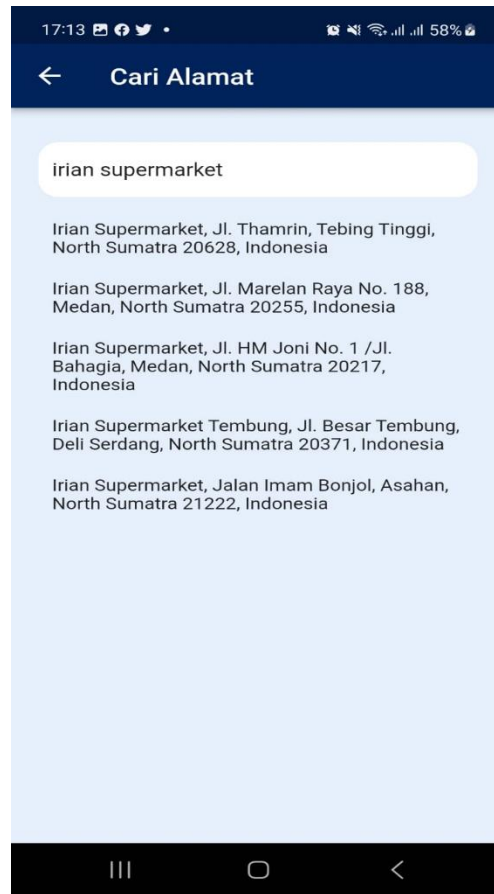 17:13 58%
Cari Alamat
irian supermarket
Irian Supermarket, Jl. Thamrin, Tebing Tinggi,
North Sumatra 20628, Indonesia
Irian Supermarket, Jl. Marelan Raya No. 188,
Medan, North Sumatra 20255, Indonesia
Irian Supermarket, Jl. HM Joni No. 1 /Jl.
Bahagia, Medan, North Sumatra 20217,
Indonesia
Irian Supermarket Tembung, Jl. Besar Tembung,
Deli Serdang, North Sumatra 20371, Indonesia
Irian Supermarket, Jalan Imam Bonjol, Asahan,
North Sumatra 21222, Indonesia